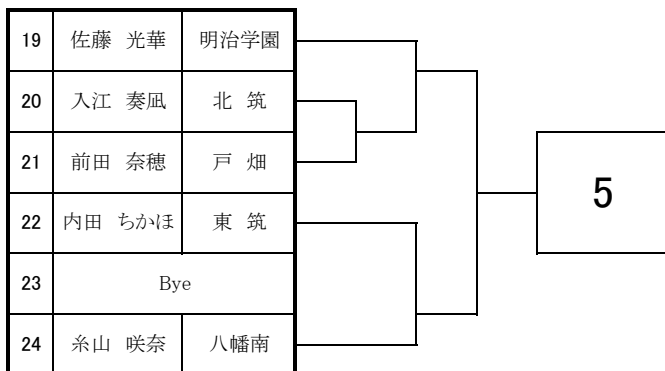 19 佐藤 光華 明治学園
20 入江 奏凪 北 筑
21 前田 奈穂 戸 畑
22 内田 ちかほ 東 筑
23 Bye
24 糸山 咲奈 八幡南
5